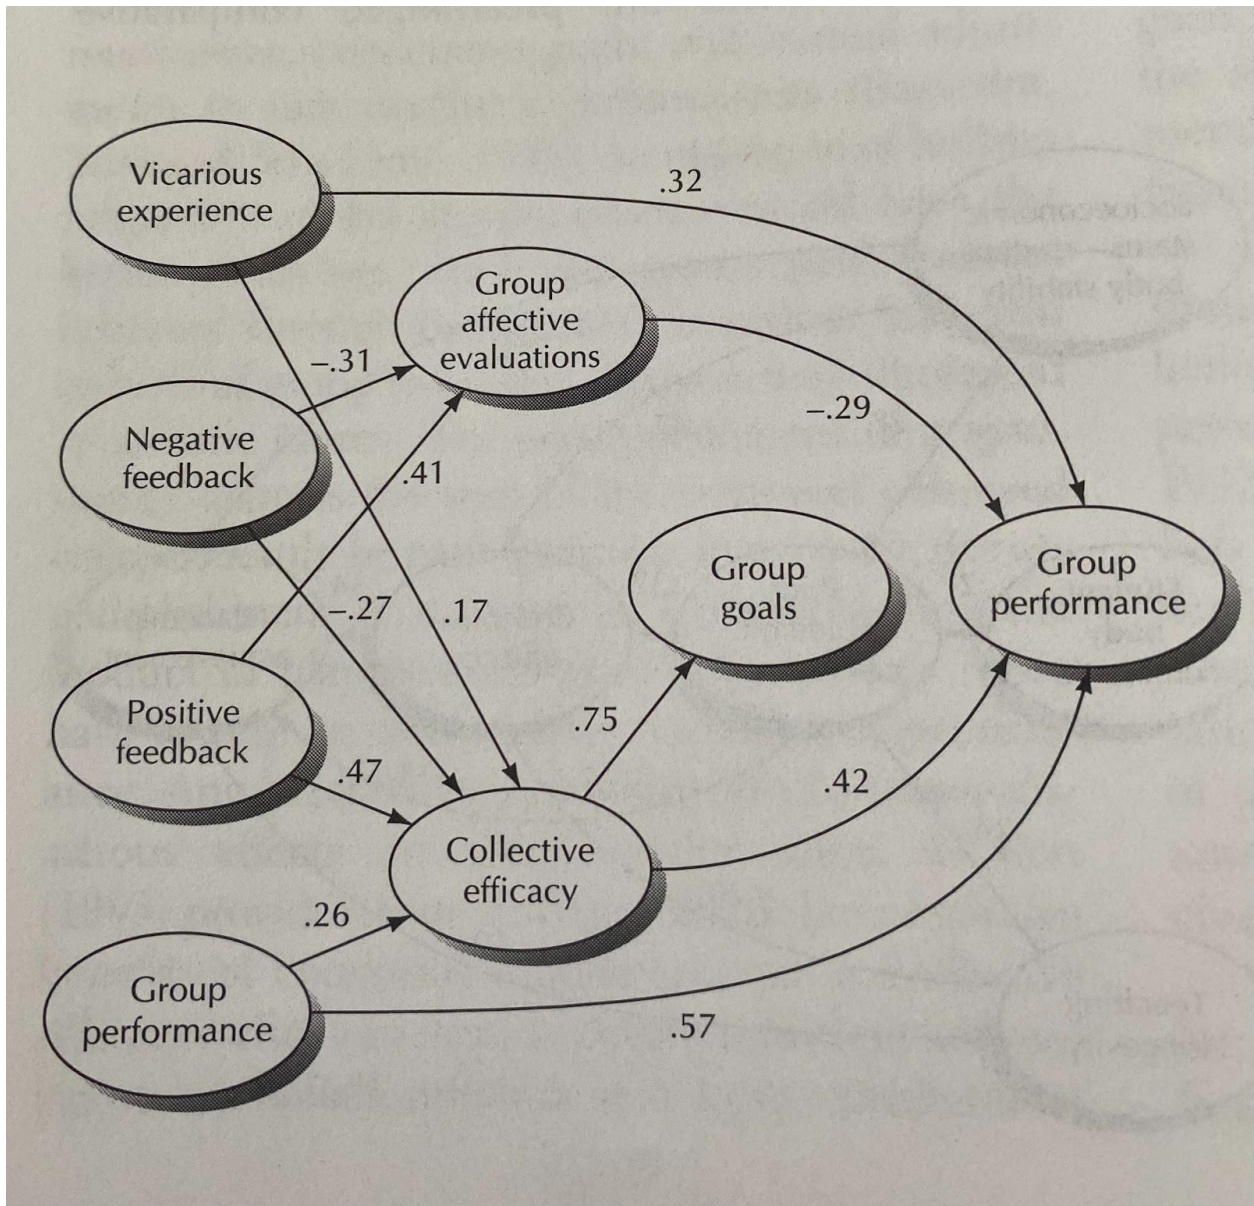 Vicarious
experience
.32
Group
affective
evaluations
–.31
–.29
Negative
feedback
.41
Group
goals
Group
performance
–.27
.17
Positive
feedback
.75
.47
.42
Collective
efficacy
.26
Group
performance
.57